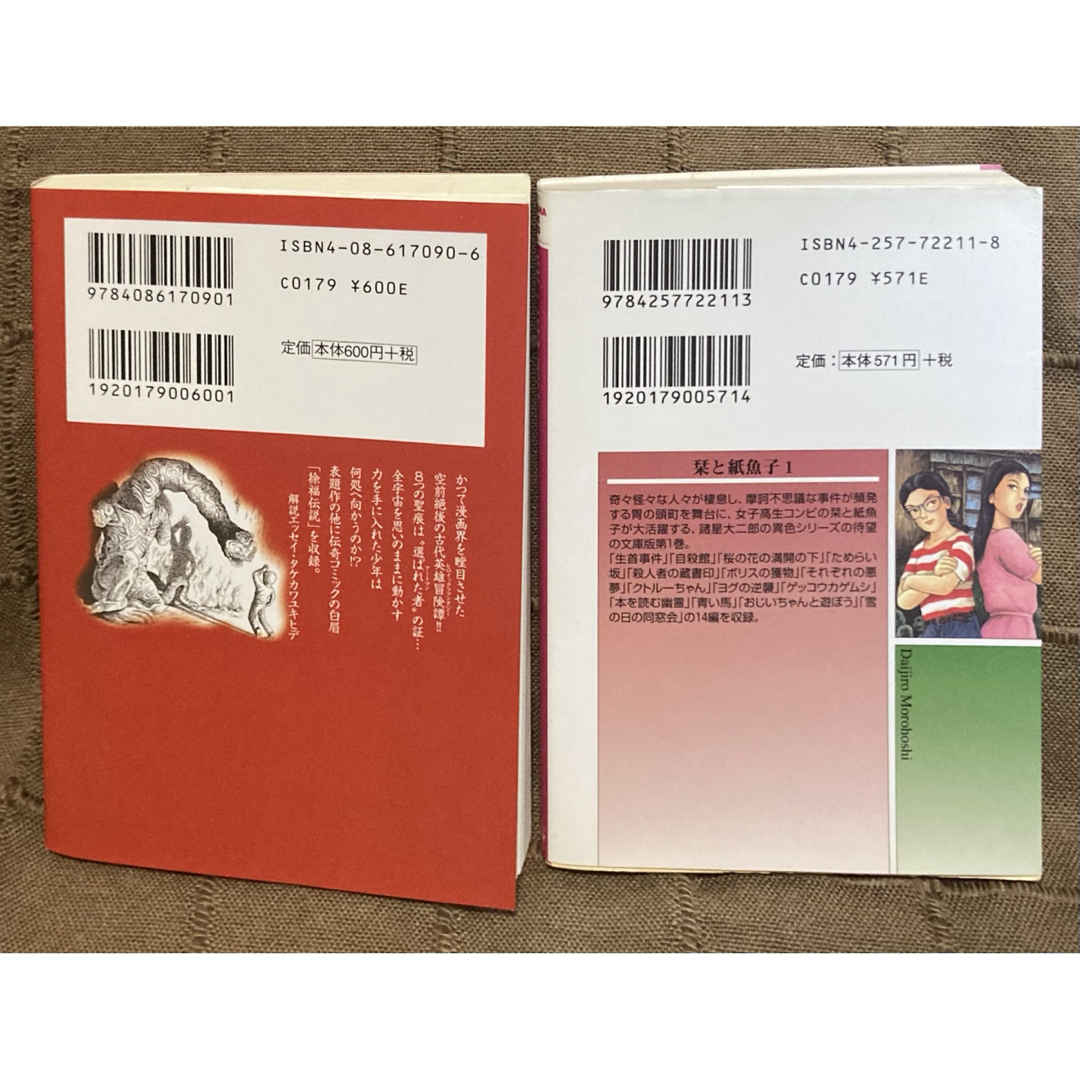 ISBN4-08-617090-6
C0179 ¥600E
9784086170901
定価 本体600円+税
1920179006001
かつて漫画界を瞠目させた
空前絶後の古代英雄冒険譚!!
8つの聖痕は、“選ばれた者”の証…
全宇宙を思いのままに動かす
力を手に入れた少年は
何処へ向かうのか!?
表題作の他に伝奇コミックの白眉
「徐福伝説」を収録。
解説エッセイ・タケカワユキヒデ
ISBN4-257-72211-8
C0179 ¥571E
9784257722113
定価：本体571円+税
1920179005714
栞と紙魚子1
奇々怪々な人々が棲息し、摩訶不思議な事件が頻発
する胃の頭町を舞台に、女子高生コンビの栞と紙魚
子が大活躍する、諸星大二郎の異色シリーズの待望
の文庫版第1巻。
「生首事件」「自殺館」「桜の花の満開の下」「ためらい
坂」「殺人者の蔵書印」「ボリスの獲物」「それぞれの悪
夢」「クトルーちゃん」「ヨグの逆襲」「ゲッコウカゲムシ」
「本を読む幽霊」「青い馬」「おじいちゃんと遊ぼう」「雪
の日の同窓会」の14編を収録。
Daijiro Morohoshi